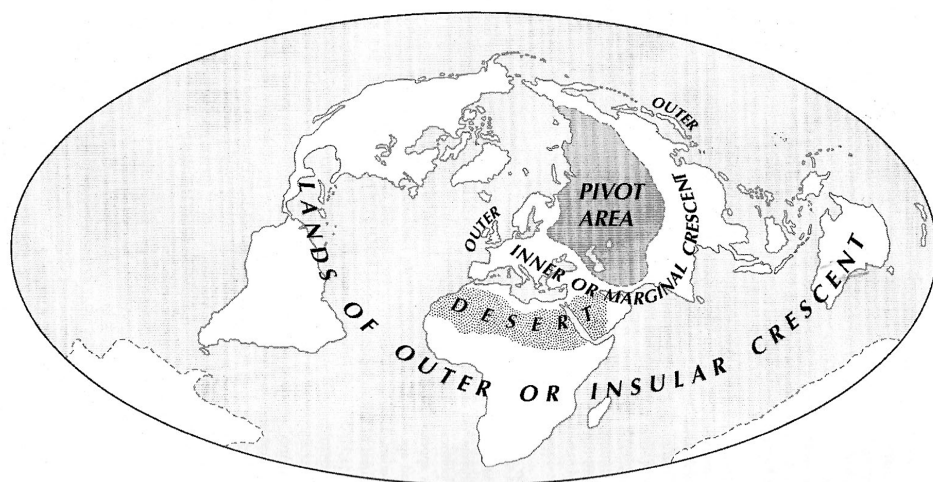 OUTER
PIVOT
AREA
OUTER
INNER OR MARGINAL CRESCENT
DESERT
LANDS OF OUTER OR INSULAR CRESCENT